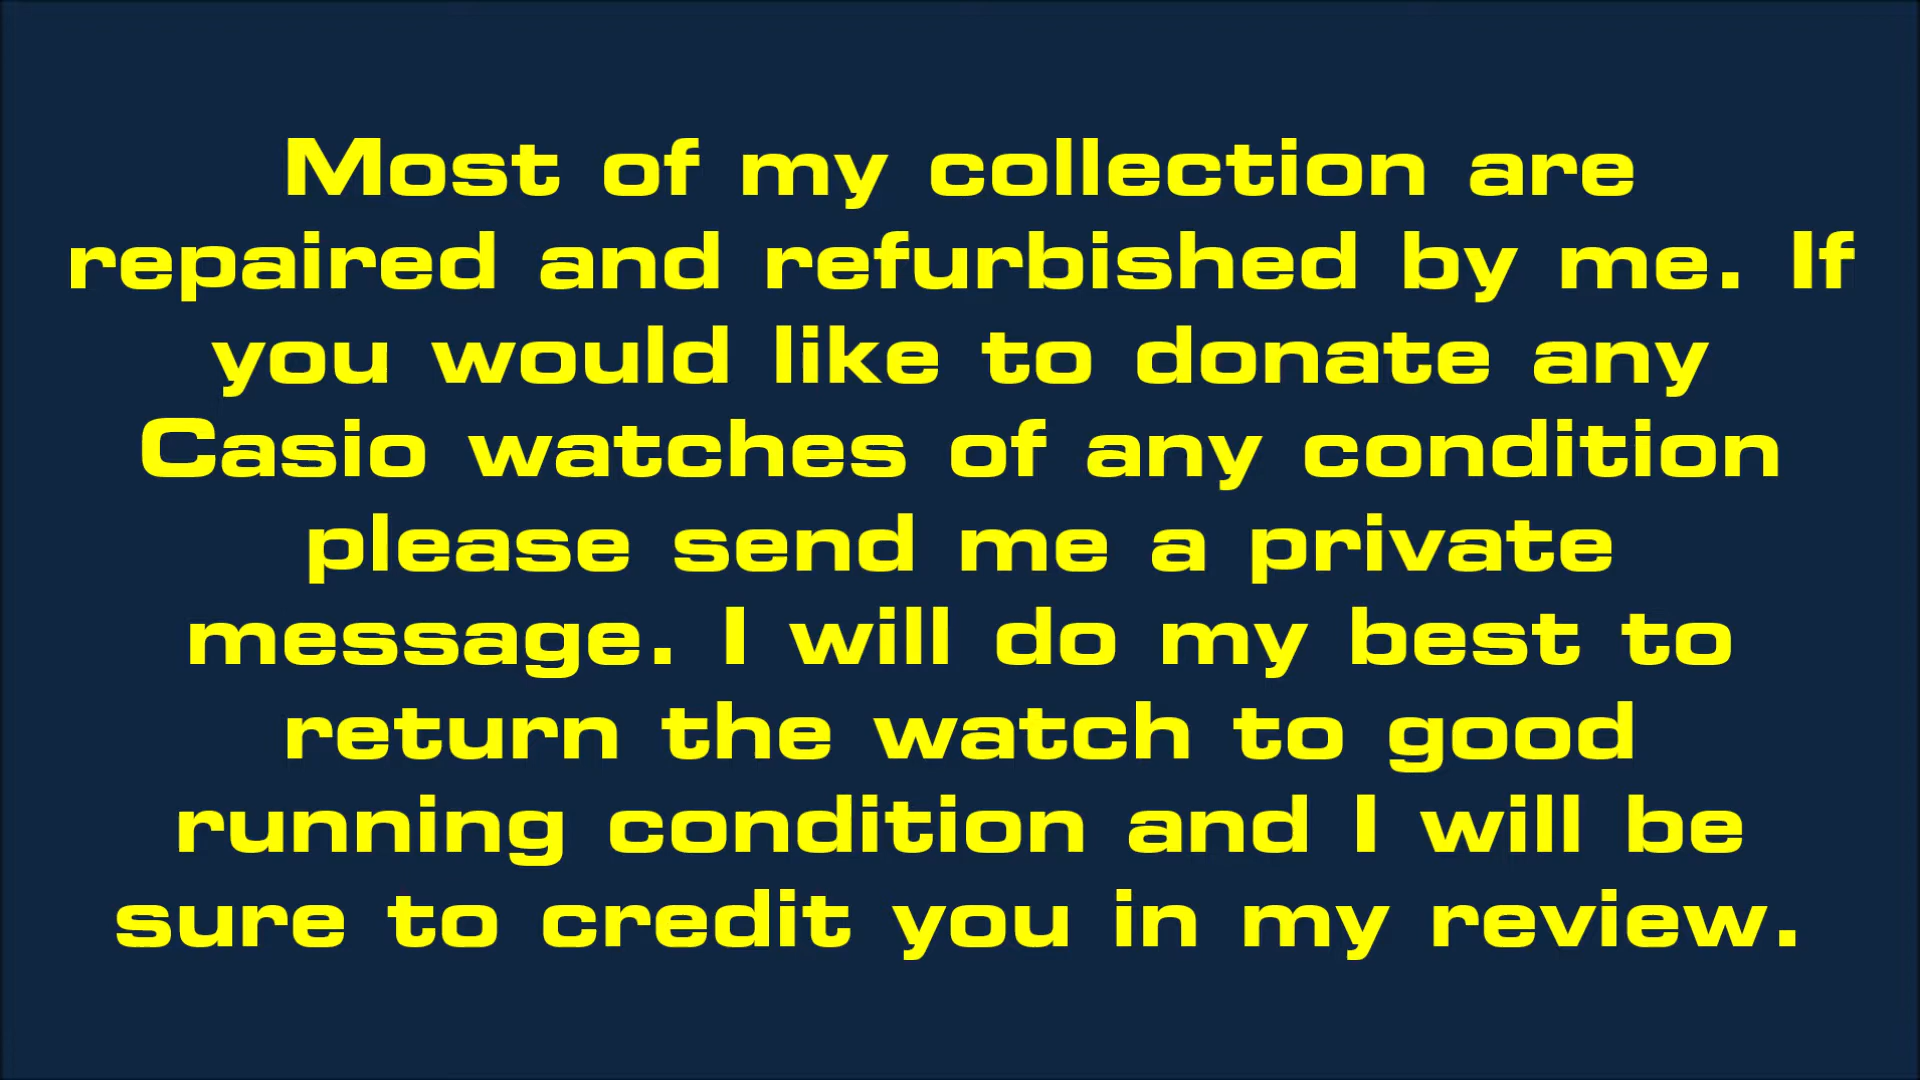 Most of my collection are
repaired and refurbished by me. If
you would like to donate any
Casio watches of any condition
please send me a private
message. I will do my best to
return the watch to good
running condition and I will be
sure to credit you in my review.